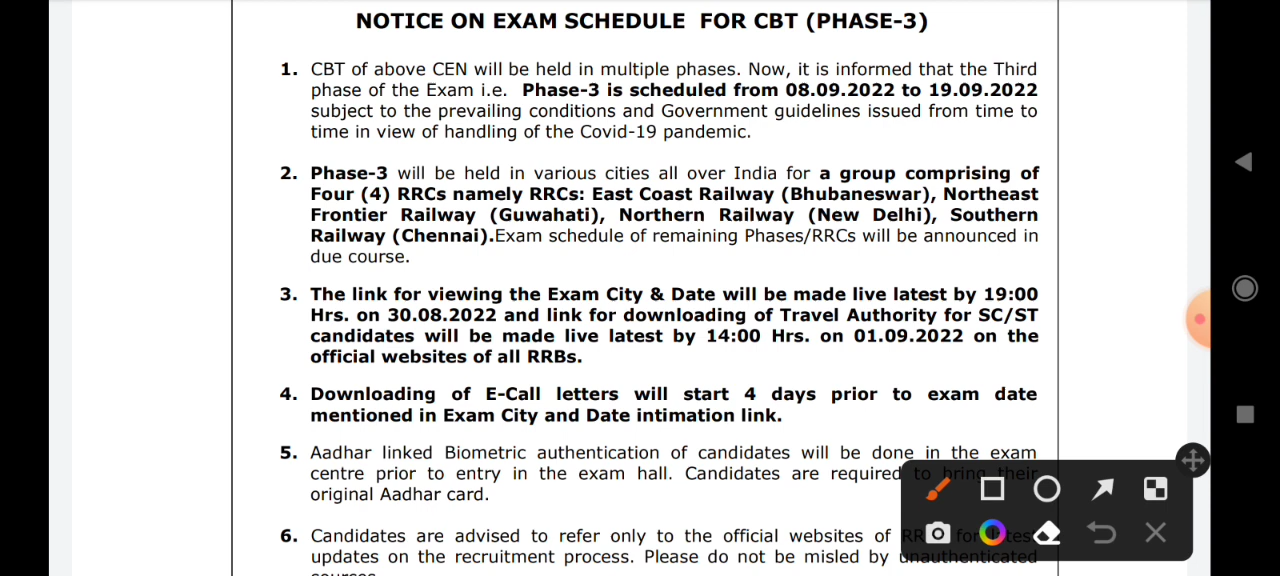 NOTICE ON EXAM SCHEDULE FOR CBT (PHASE-3)
1. CBT of above CEN will be held in multiple phases. Now, it is informed that the Third
phase of the Exam i.e. Phase-3 is scheduled from 08.09.2022 to 19.09.2022
subject to the prevailing conditions and Government guidelines issued from time to
time in view of handling of the Covid-19 pandemic.
2. Phase-3 will be held in various cities all over India for a group comprising of
Four (4) RRCs namely RRCs: East Coast Railway (Bhubaneswar), Northeast
Frontier Railway (Guwahati), Northern Railway (New Delhi), Southern
Railway (Chennai).Exam schedule of remaining Phases/RRCs will be announced in
due course.
3. The link for viewing the Exam City & Date will be made live latest by 19:00
Hrs. on 30.08.2022 and link for downloading of Travel Authority for SC/ST
candidates will be made live latest by 14:00 Hrs. on 01.09.2022 on the
official websites of all RRBs.
4. Downloading of E-Call letters will start 4 days prior to exam date
mentioned in Exam City and Date intimation link.
5. Aadhar linked Biometric authentication of candidates will be done in the exam
centre prior to entry in the exam hall. Candidates are required to bring their
original Aadhar card.
6. Candidates are advised to refer only to the official websites of for
updates on the recruitment process. Please do not be misled by unauthenticated